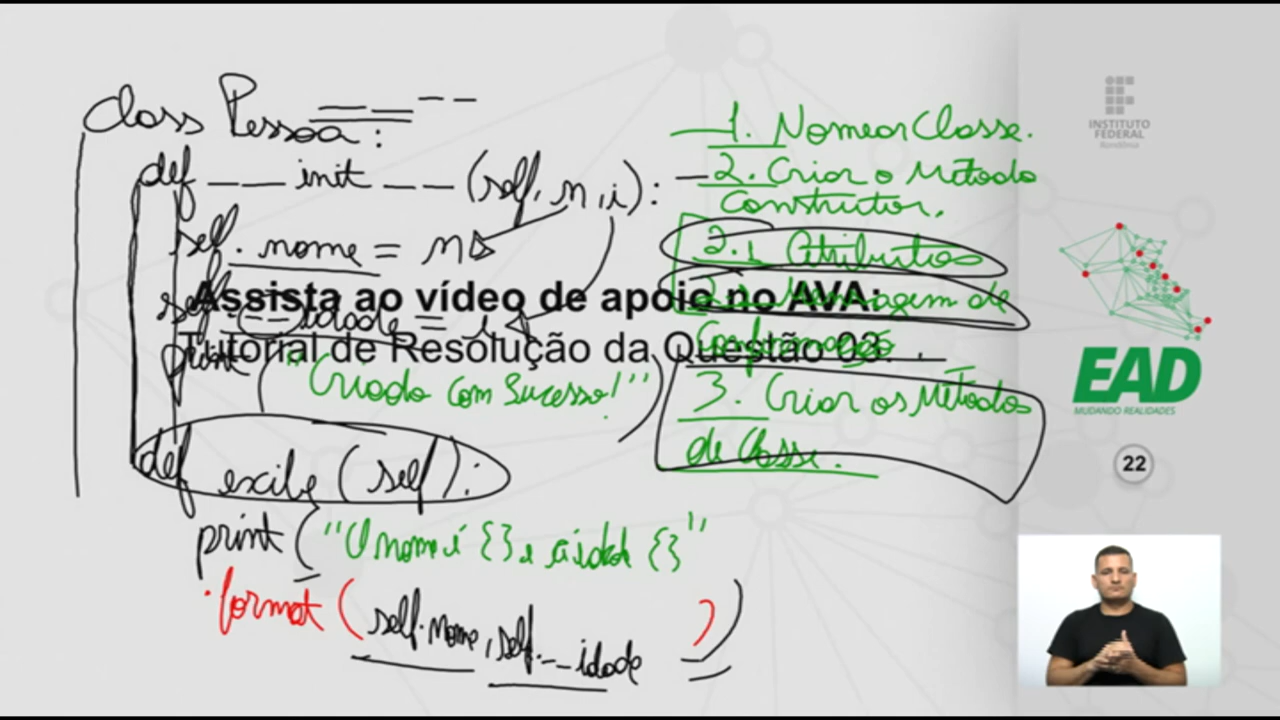 class Pessoa:
def __init__(self, n, i):
self.nome = n
self.__idade = i
print
("Criado com Sucesso!")
def exibe(self):
print("O nome é {} e a idade {}"
.format(self.nome, self.__idade))
1. Nomear Classe.
2. Criar o Método
Construtor.
2.1 Atributos
Mensagem de
Confirmação
3. Criar os Métodos
de Classe.
Assista ao vídeo de apoio no AVA:
Tutorial de Resolução da Questão 03.
INSTITUTO
FEDERAL
Rondônia
EAD
MUDANDO REALIDADES
22